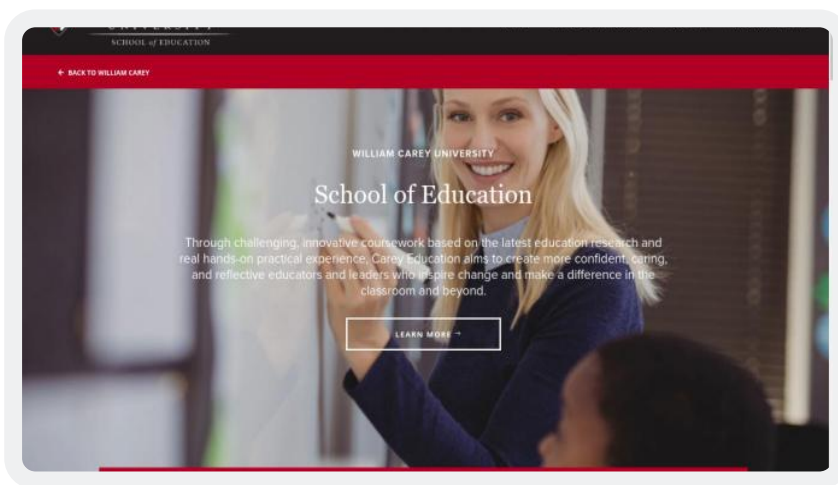 UNIVERSITY
SCHOOL of EDUCATION
← BACK TO WILLIAM CAREY
WILLIAM CAREY UNIVERSITY
School of Education
Through challenging, innovative coursework based on the latest education research and
real hands-on practical experience, Carey Education aims to create more confident, caring,
and reflective educators and leaders who inspire change and make a difference in the
classroom and beyond.
LEARN MORE →